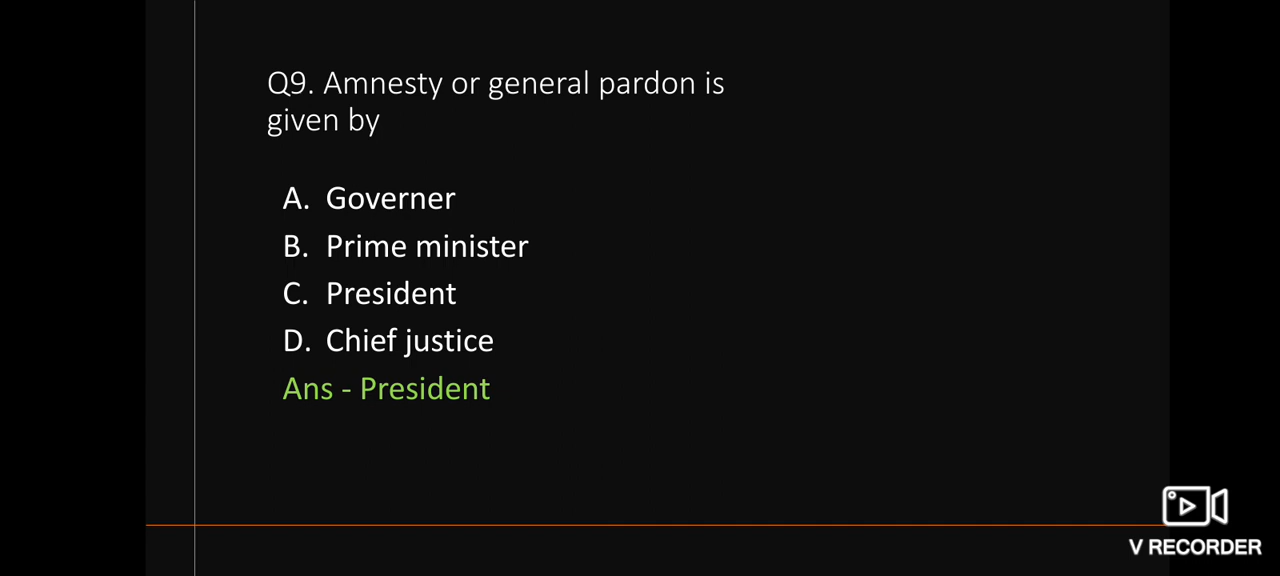 Q9. Amnesty or general pardon is
given by
A. Governer
B. Prime minister
C. President
D. Chief justice
Ans - President
V RECORDER